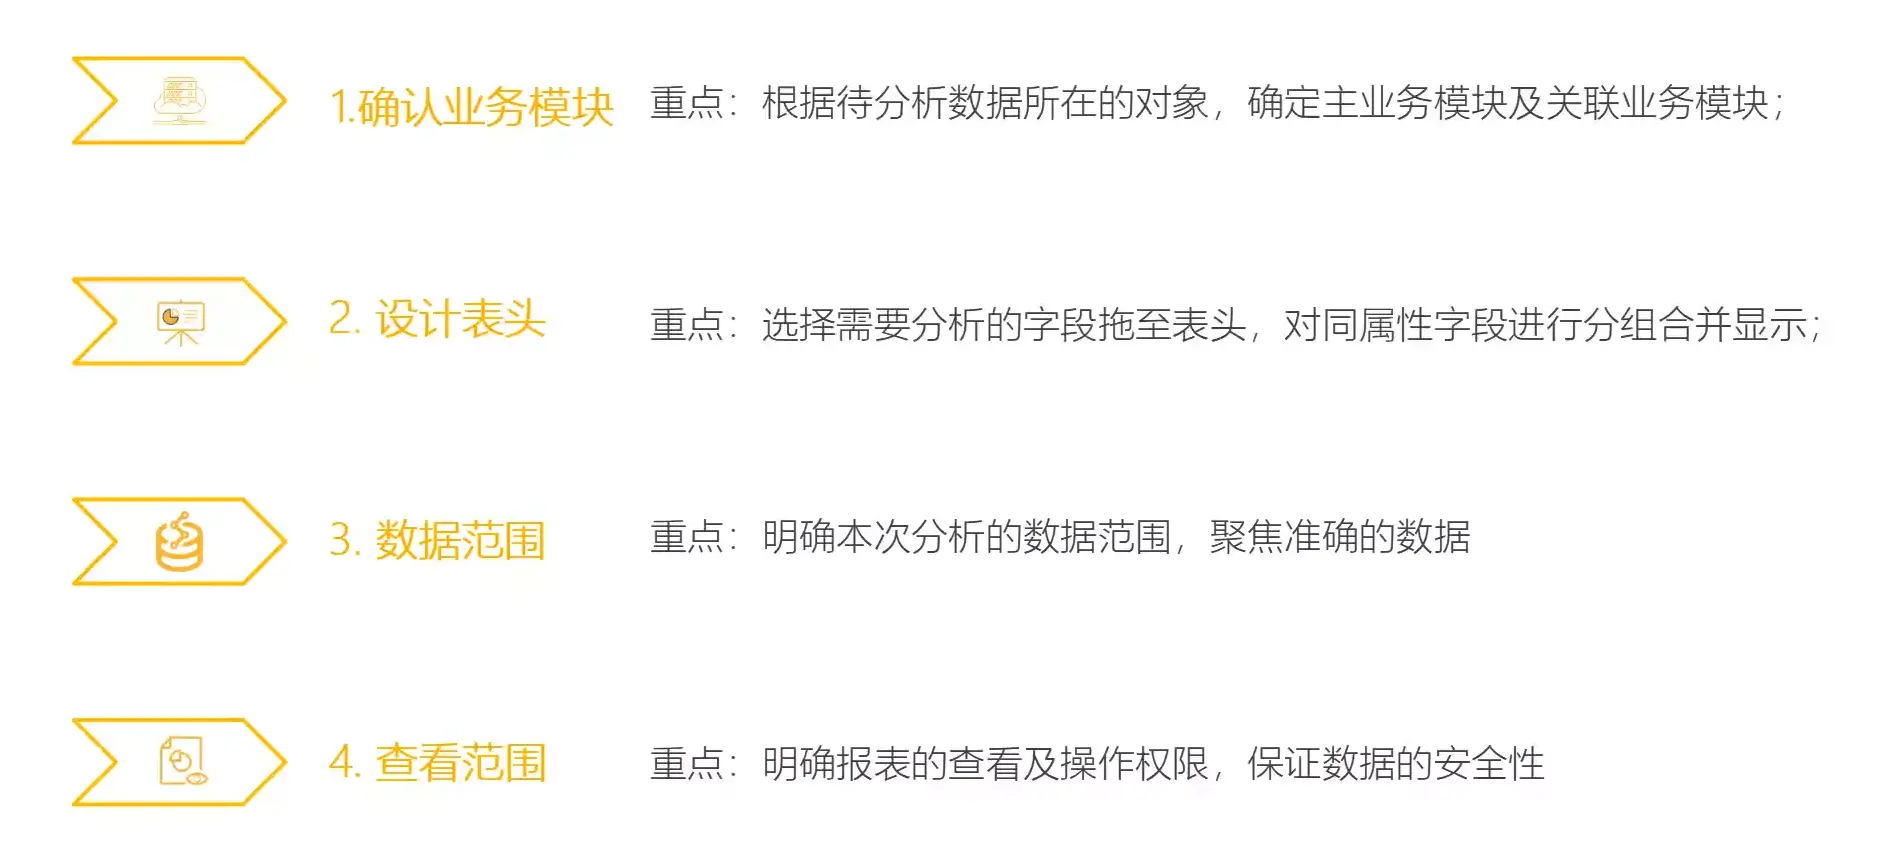 1.确认业务模块 重点：根据待分析数据所在的对象，确定主业务模块及关联业务模块；
2. 设计表头 重点：选择需要分析的字段拖至表头，对同属性字段进行分组合并显示；
3. 数据范围 重点：明确本次分析的数据范围，聚焦准确的数据
4. 查看范围 重点：明确报表的查看及操作权限，保证数据的安全性